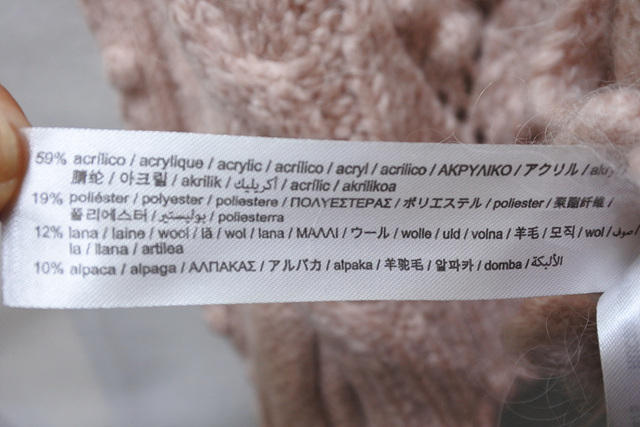 59% acrílico / acrylique / acrylic / acrílico / acryl / acrilico / ΑΚΡΥΛΙΚΟ / アクリル /
腈纶 / 아크릴 / akrilik / أكريليك / acrílic / akrilikoa
19% poliéster / polyester / poliestere / ΠΟΛΥΕΣΤΕΡΑΣ / ポリエステル / poliester / 聚酯纤维 /
폴리에스터 / بوليستير / poliesterra
12% lana / laine / wool / lã / wol / lana / ΜΑΛΛΙ / ウール / wolle / uld / volna / 羊毛 / 모직 / wol / صوف /
la / llana / artilea
10% alpaca / alpaga / ΑΛΠΑΚΑΣ / アルパカ / alpaka / 羊驼毛 / 알파카 / domba / الألبكة